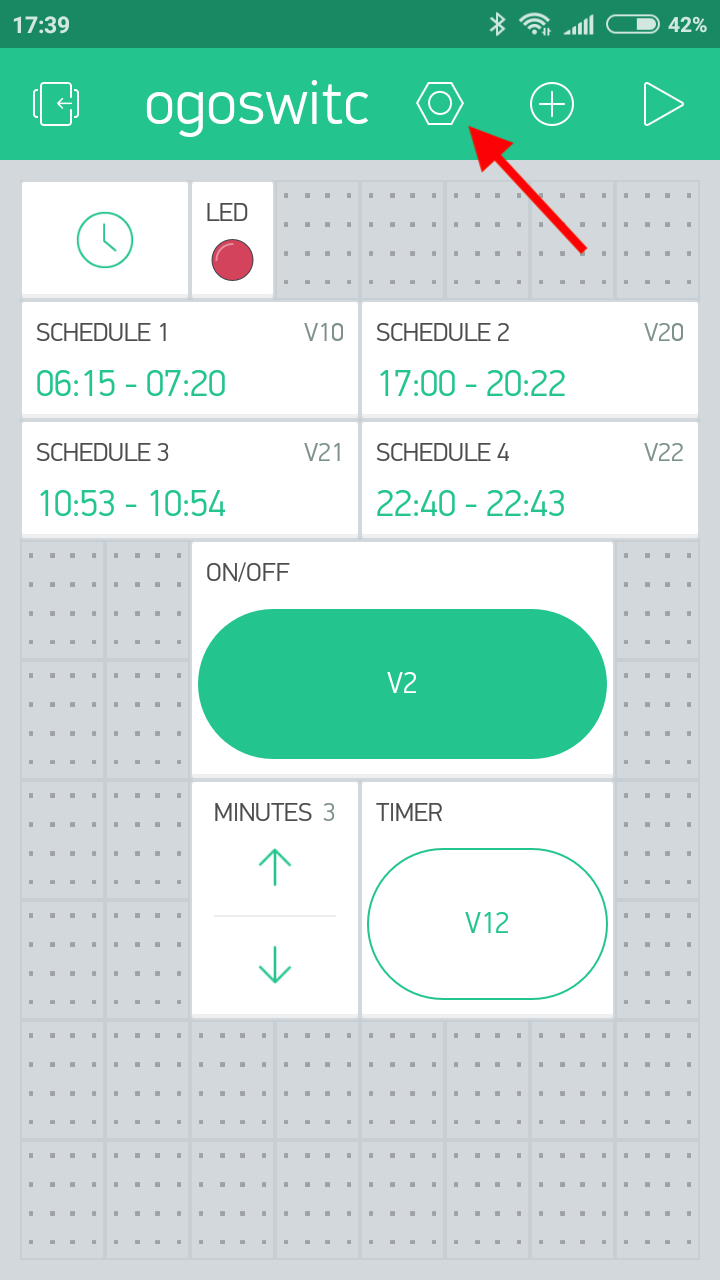 17:39 42%
ogoswitc
LED
SCHEDULE 1 V10 SCHEDULE 2 V20
06:15 - 07:20 17:00 - 20:22
SCHEDULE 3 V21 SCHEDULE 4 V22
10:53 - 10:54 22:40 - 22:43
ON/OFF
V2
MINUTES 3 TIMER
V12